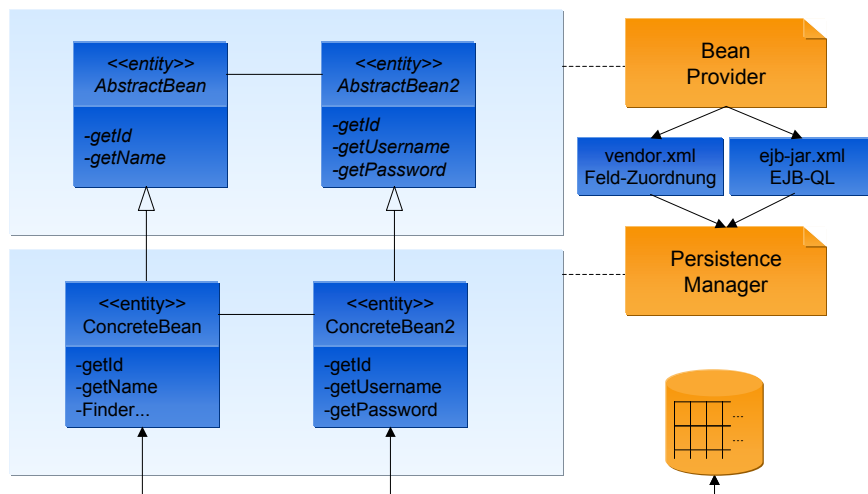 <<entity>>
AbstractBean
-getId
-getName
<<entity>>
AbstractBean2
-getId
-getUsername
-getPassword
Bean
Provider
vendor.xml
Feld-Zuordnung
ejb-jar.xml
EJB-QL
<<entity>>
ConcreteBean
-getId
-getName
-Finder...
<<entity>>
ConcreteBean2
-getId
-getUsername
-getPassword
Persistence
Manager
...
...